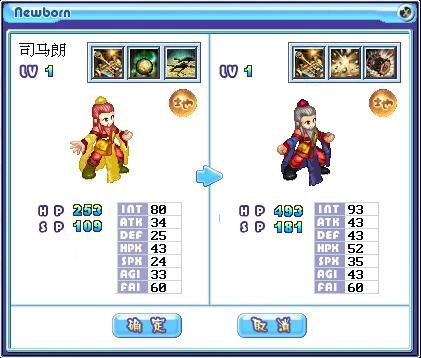 Newborn
司马朗
LV 1
LV 1
地
地
HP 253
SP 109
INT 80
ATK 34
DEF 25
HPX 43
SPX 24
AGI 33
FAI 60
HP 493
SP 181
INT 93
ATK 43
DEF 43
HPX 52
SPX 35
AGI 43
FAI 60
确定
取消